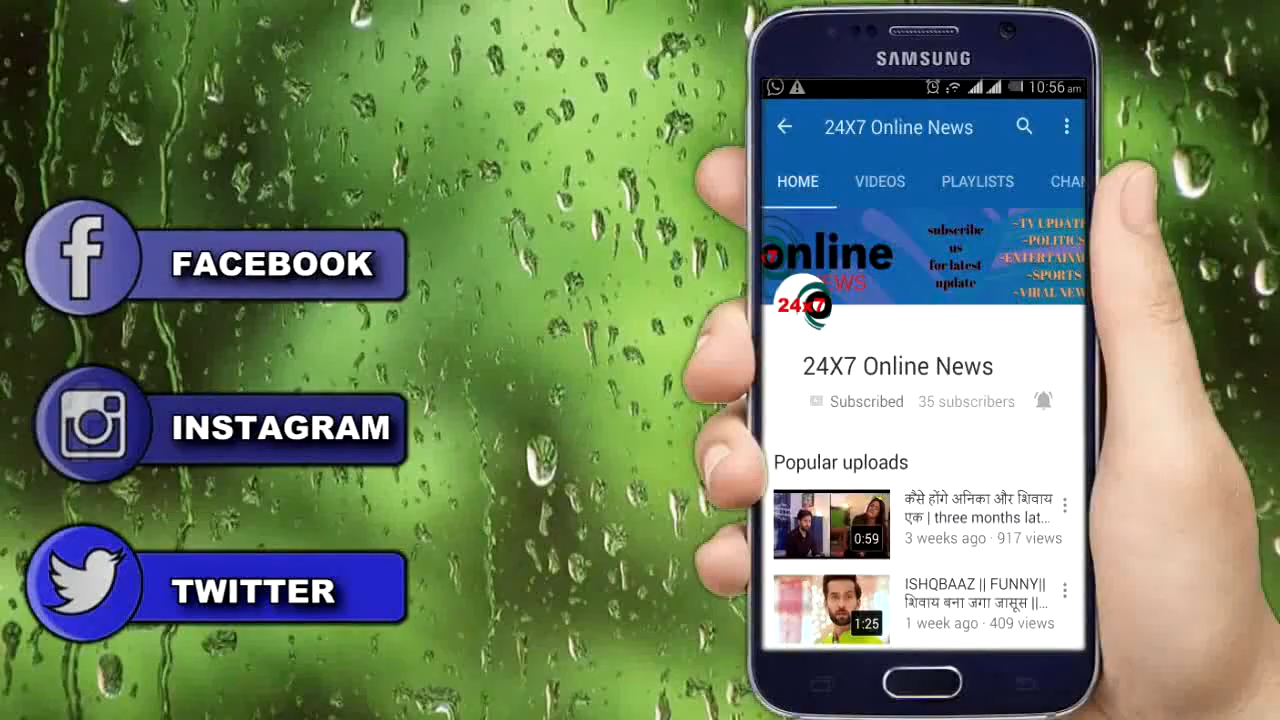 FACEBOOK
INSTAGRAM
TWITTER
SAMSUNG
10:56 am
24X7 Online News
HOME VIDEOS PLAYLISTS CHAN
online
NEWS
subscribe
us
for latest
update
~TV UPDATE
~POLITICS
~ENTERTAINM
~SPORTS
~VIRAL NEW
24x7
24X7 Online News
Subscribed 35 subscribers
Popular uploads
कैसे होंगे अनिका और शिवाय
एक | three months lat...
3 weeks ago · 917 views
0:59
ISHQBAAZ || FUNNY||
शिवाय बना जगा जासूस ||...
1 week ago · 409 views
1:25